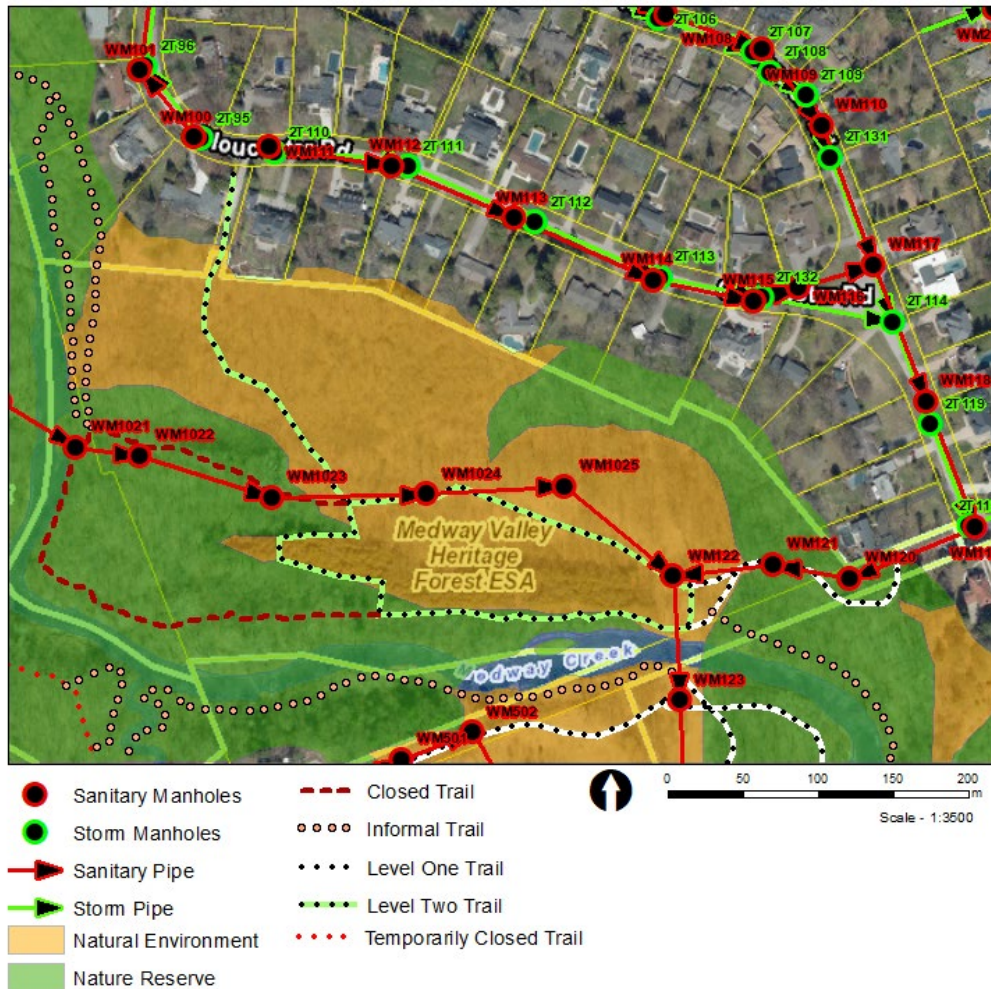 2T 106
WM108
2T 107
2T 108
WM101
2T 96
WM109
2T 109
WM110
WM100
2T 95
2T 110
WM111
WM112
2T 111
2T 131
WM113
2T 112
WM117
WM114
2T 113
WM115
2T 132
WM116
Rd
2T 114
WM118
2T 119
WM1021
WM1022
WM1023
WM1024
WM1025
Medway Valley
Heritage
Forest ESA
WM122
WM121
WM120
Medway Creek
WM123
WM502
WM501
Sanitary Manholes
Storm Manholes
Sanitary Pipe
Storm Pipe
Natural Environment
Nature Reserve
Closed Trail
Informal Trail
Level One Trail
Level Two Trail
Temporarily Closed Trail
0 50 100 150 200
m
Scale - 1:3500